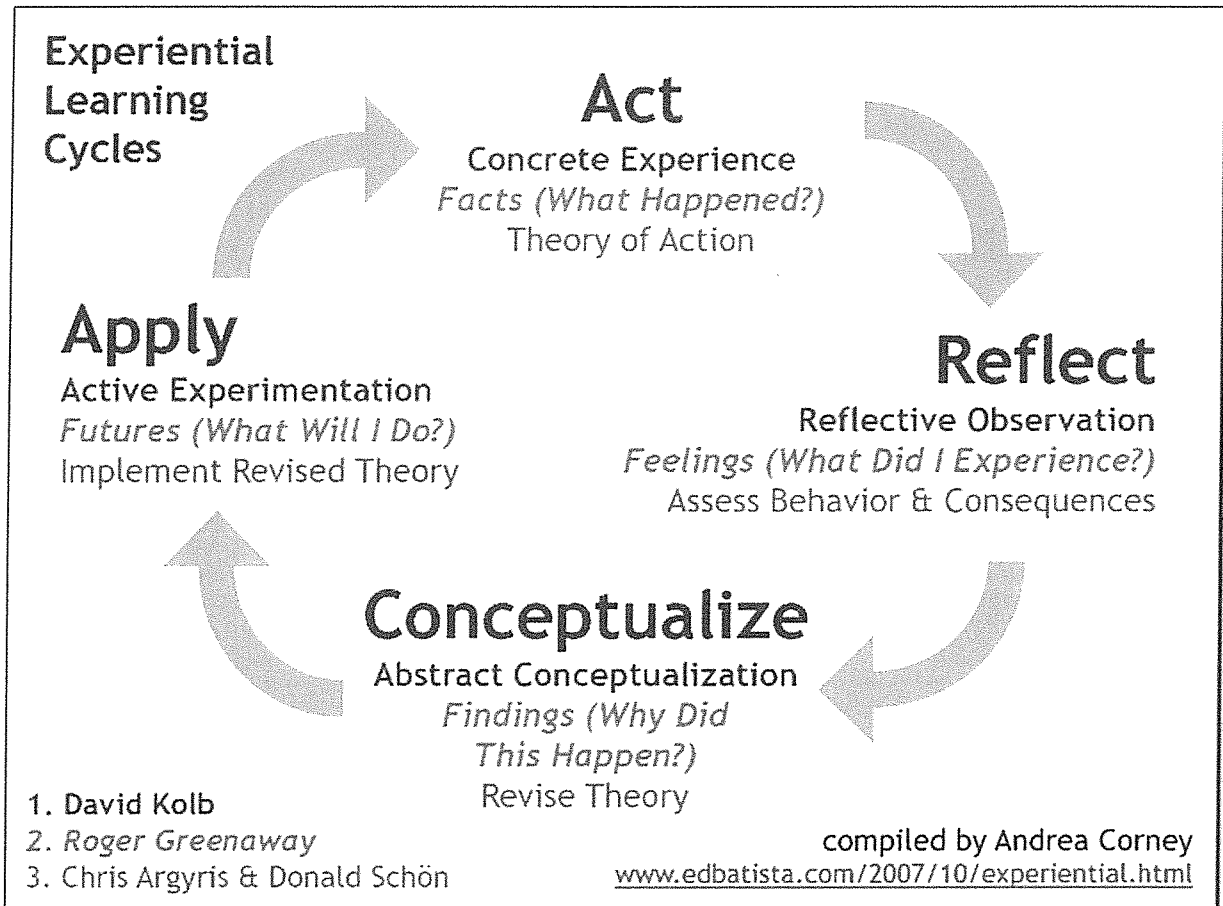 Experiential
Learning
Cycles
Act
Concrete Experience
Facts (What Happened?)
Theory of Action
Reflect
Reflective Observation
Feelings (What Did I Experience?)
Assess Behavior & Consequences
Conceptualize
Abstract Conceptualization
Findings (Why Did
This Happen?)
Revise Theory
Apply
Active Experimentation
Futures (What Will I Do?)
Implement Revised Theory
1. David Kolb
2. Roger Greenaway
3. Chris Argyris & Donald Schön
compiled by Andrea Corney
www.edbatista.com/2007/10/experiential.html